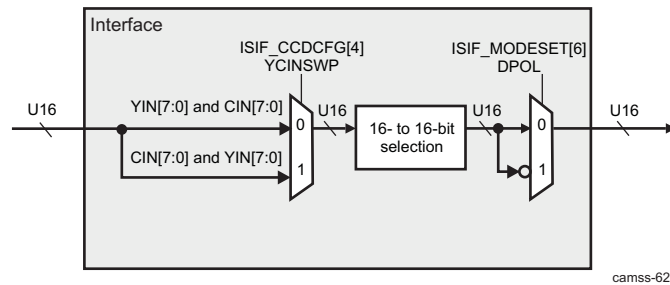 Interface
ISIF_CCDCFG[4]
YCINSWP
ISIF_MODESET[6]
DPOL
U16
YIN[7:0] and CIN[7:0]
0
U16
16- to 16-bit
selection
U16
0
U16
CIN[7:0] and YIN[7:0]
1
1
camss-62